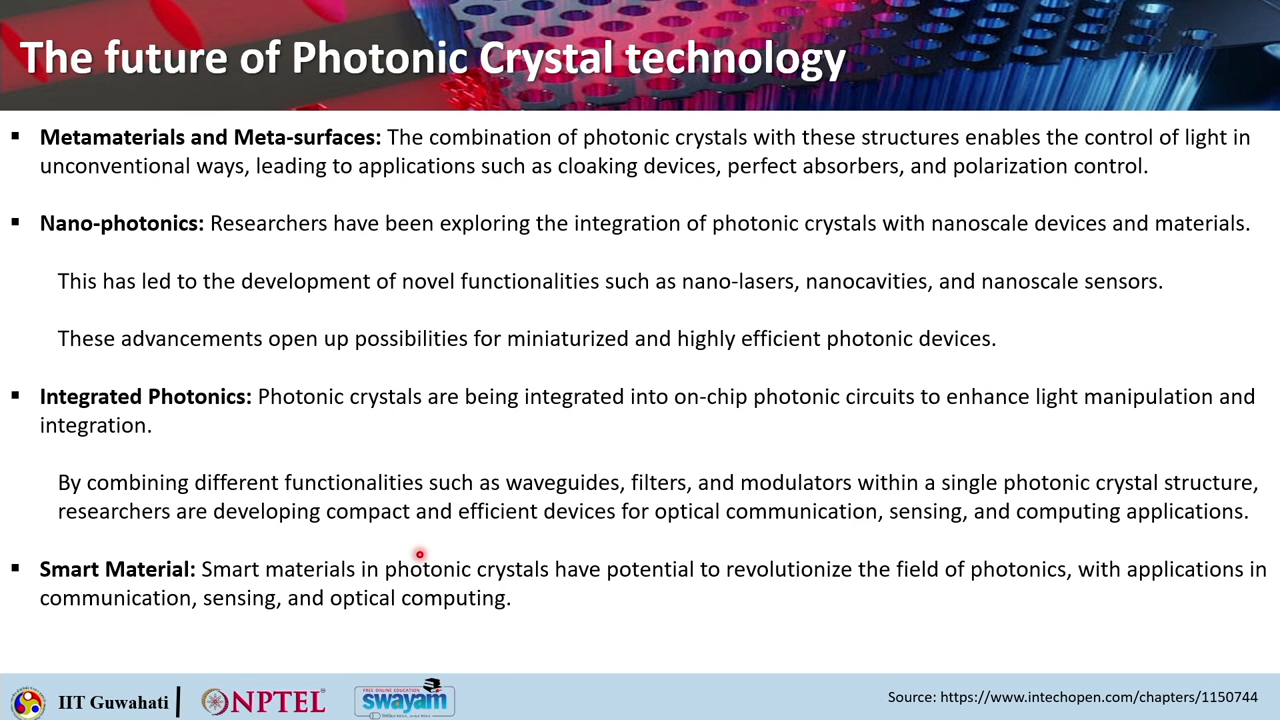 The future of Photonic Crystal technology
▪ Metamaterials and Meta-surfaces: The combination of photonic crystals with these structures enables the control of light in
unconventional ways, leading to applications such as cloaking devices, perfect absorbers, and polarization control.
▪ Nano-photonics: Researchers have been exploring the integration of photonic crystals with nanoscale devices and materials.
This has led to the development of novel functionalities such as nano-lasers, nanocavities, and nanoscale sensors.
These advancements open up possibilities for miniaturized and highly efficient photonic devices.
▪ Integrated Photonics: Photonic crystals are being integrated into on-chip photonic circuits to enhance light manipulation and
integration.
By combining different functionalities such as waveguides, filters, and modulators within a single photonic crystal structure,
researchers are developing compact and efficient devices for optical communication, sensing, and computing applications.
▪ Smart Material: Smart materials in photonic crystals have potential to revolutionize the field of photonics, with applications in
communication, sensing, and optical computing.
IIT Guwahati
NPTEL
FREE ONLINE EDUCATION
swayam
Source: https://www.intechopen.com/chapters/1150744